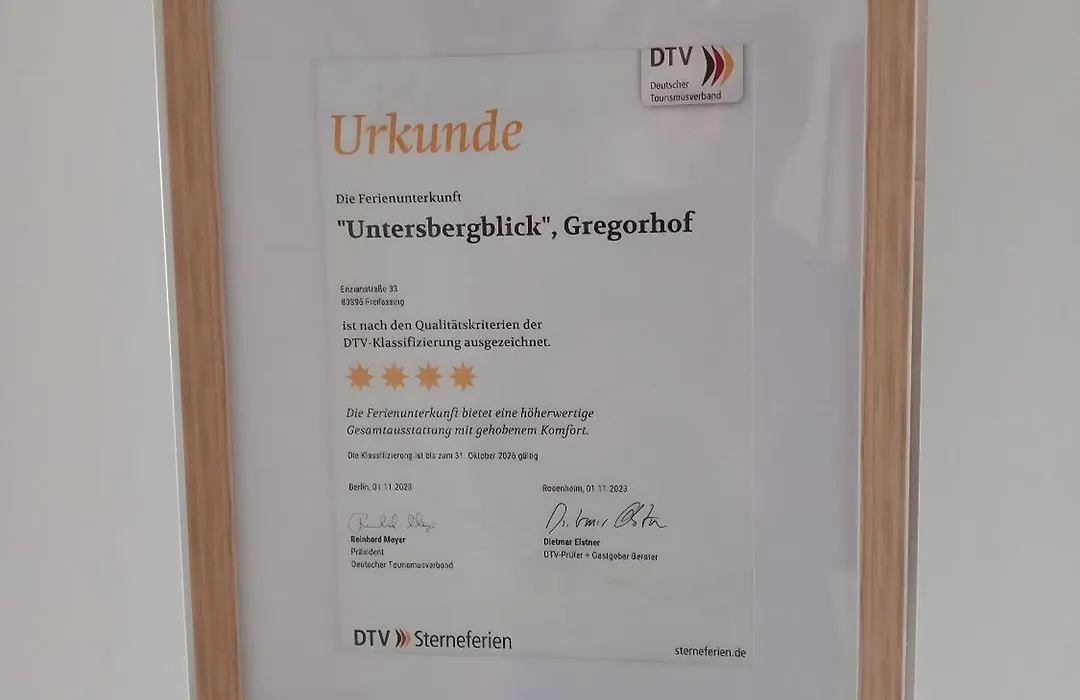 DTV
Deutscher
Tourismusverband
Urkunde
Die Ferienunterkunft
"Untersbergblick", Gregorhof
Enzianstraße 33
83395 Freilassing
ist nach den Qualitätskriterien der
DTV-Klassifizierung ausgezeichnet.
Die Ferienunterkunft bietet eine höherwertige
Gesamtausstattung mit gehobenem Komfort.
Die Klassifizierung ist bis zum 31. Oktober 2026 gültig
Berlin, 01.11.2023
Rosenheim, 01.11.2023
Reinhard Meyer
Präsident
Deutscher Tourismusverband
Dietmar Elstner
DTV-Prüfer + Gastgeber Berater
DTV Sterneferien
sterneferien.de